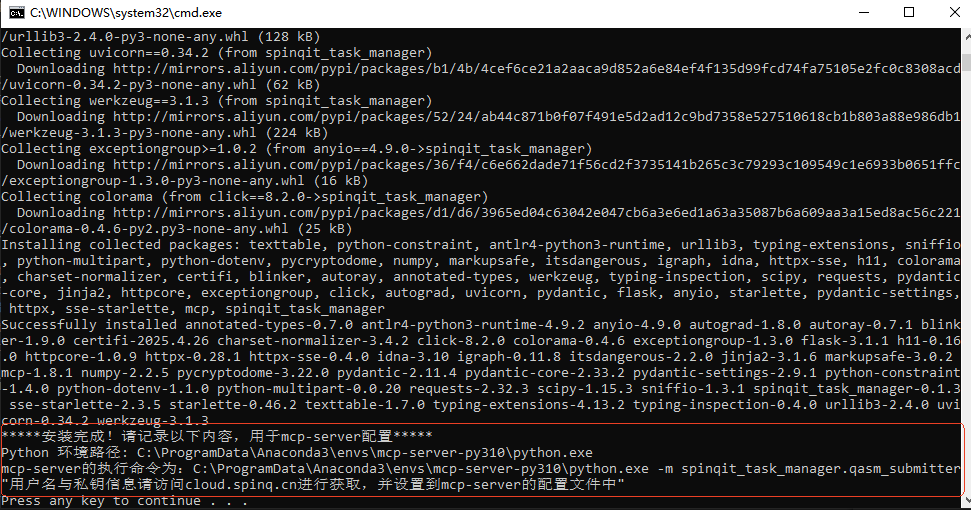 C:\WINDOWS\system32\cmd.exe
/urllib3-2.4.0-py3-none-any.whl (128 kB)
Collecting uvicorn==0.34.2 (from spinqit_task_manager)
  Downloading http://mirrors.aliyun.com/pypi/packages/b1/4b/4cef6ce21a2aaca9d852a6e84ef4f135d99fcd74fa75105e2fc0c8308acd
/uvicorn-0.34.2-py3-none-any.whl (62 kB)
Collecting werkzeug==3.1.3 (from spinqit_task_manager)
  Downloading http://mirrors.aliyun.com/pypi/packages/52/24/ab44c871b0f07f491e5d2ad12c9bd7358e527510618cb1b803a88e986db1
/werkzeug-3.1.3-py3-none-any.whl (224 kB)
Collecting exceptiongroup>=1.0.2 (from anyio==4.9.0->spinqit_task_manager)
  Downloading http://mirrors.aliyun.com/pypi/packages/36/f4/c6e662dade71f56cd2f3735141b265c3c79293c109549c1e6933b0651ffc
/exceptiongroup-1.3.0-py3-none-any.whl (16 kB)
Collecting colorama (from click==8.2.0->spinqit_task_manager)
  Downloading http://mirrors.aliyun.com/pypi/packages/d1/d6/3965ed04c63042e047cb6a3e6ed1a63a35087b6a609aa3a15ed8ac56c221
/colorama-0.4.6-py2.py3-none-any.whl (25 kB)
Installing collected packages: texttable, python-constraint, antlr4-python3-runtime, urllib3, typing-extensions, sniffio
, python-multipart, python-dotenv, pycryptodome, numpy, markupsafe, itsdangerous, igraph, idna, httpx-sse, h11, colorama
, charset-normalizer, certifi, blinker, autoray, annotated-types, werkzeug, typing-inspection, scipy, requests, pydantic
-core, jinja2, httpcore, exceptiongroup, click, autograd, uvicorn, pydantic, flask, anyio, starlette, pydantic-settings,
 httpx, sse-starlette, mcp, spinqit_task_manager
Successfully installed annotated-types-0.7.0 antlr4-python3-runtime-4.9.2 anyio-4.9.0 autograd-1.8.0 autoray-0.7.1 blink
er-1.9.0 certifi-2025.4.26 charset-normalizer-3.4.2 click-8.2.0 colorama-0.4.6 exceptiongroup-1.3.0 flask-3.1.1 h11-0.16
.0 httpcore-1.0.9 httpx-0.28.1 httpx-sse-0.4.0 idna-3.10 igraph-0.11.8 itsdangerous-2.2.0 jinja2-3.1.6 markupsafe-3.0.2
mcp-1.8.1 numpy-2.2.5 pycryptodome-3.22.0 pydantic-2.11.4 pydantic-core-2.33.2 pydantic-settings-2.9.1 python-constraint
-1.4.0 python-dotenv-1.1.0 python-multipart-0.0.20 requests-2.32.3 scipy-1.15.3 sniffio-1.3.1 spinqit_task_manager-0.1.3
 sse-starlette-2.3.5 starlette-0.46.2 texttable-1.7.0 typing-extensions-4.13.2 typing-inspection-0.4.0 urllib3-2.4.0 uvi
corn-0.34.2 werkzeug-3.1.3
*****安装完成！请记录以下内容，用于mcp-server配置*****
Python 环境路径: C:\ProgramData\Anaconda3\envs\mcp-server-py310\python.exe
mcp-server的执行命令为：C:\ProgramData\Anaconda3\envs\mcp-server-py310\python.exe -m spinqit_task_manager.qasm_submitter
"用户名与私钥信息请访问cloud.spinq.cn进行获取，并设置到mcp-server的配置文件中"
Press any key to continue . . .